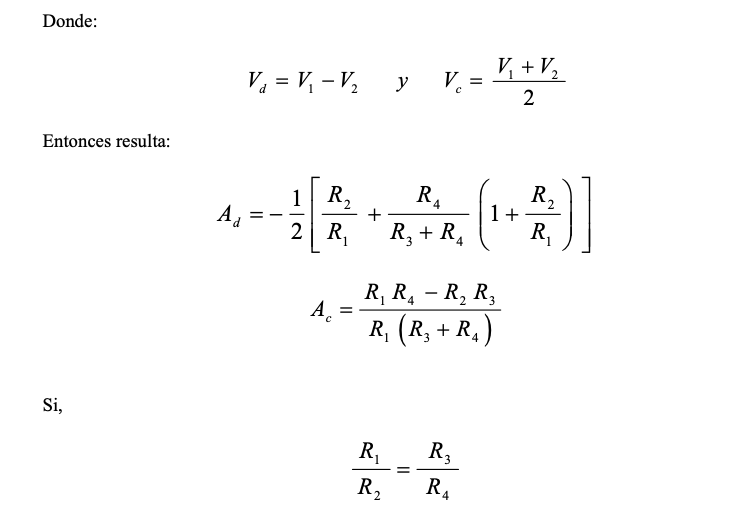 Donde:
V_d = V_1 − V_2 y V_c = (V_1 + V_2) / 2
Entonces resulta:
A_d = − 1/2 [ R_2/R_1 + R_4/(R_3 + R_4) ( 1 + R_2/R_1 ) ]
A_c = (R_1 R_4 − R_2 R_3) / (R_1 (R_3 + R_4))
Si,
R_1/R_2 = R_3/R_4